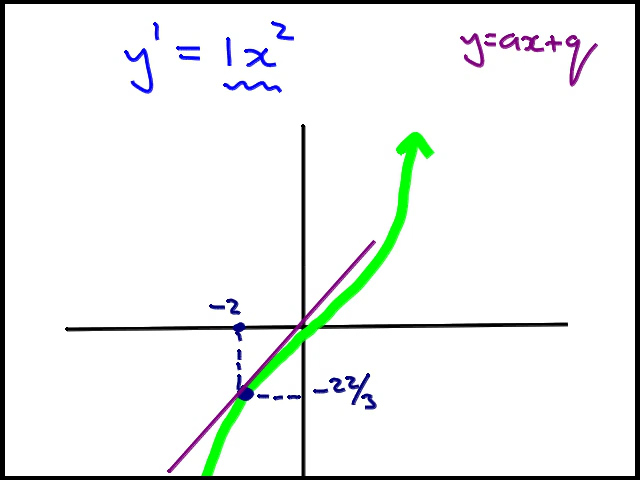 y' = 1x²
y=ax+q
-2
-22/3